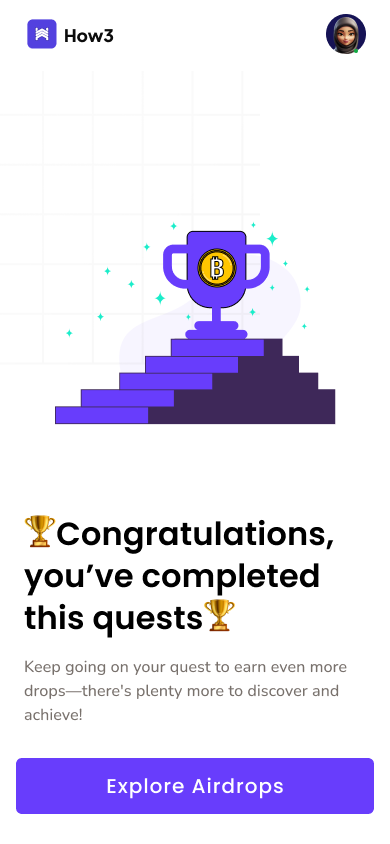 How3
🏆Congratulations,
you’ve completed
this quests🏆
Keep going on your quest to earn even more
drops—there's plenty more to discover and
achieve!
Explore Airdrops